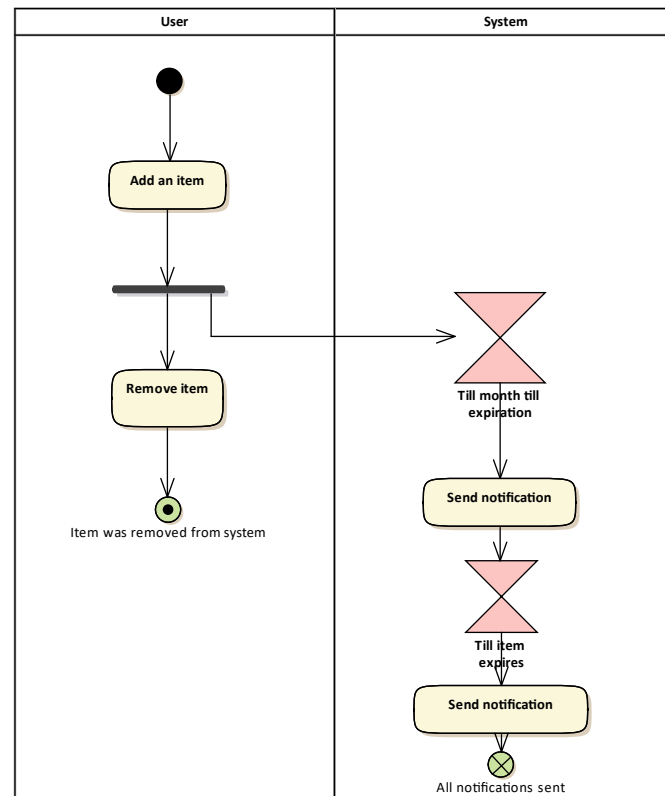 User
System
Add an item
Remove item
Item was removed from system
Till month till
expiration
Send notification
Till item
expires
Send notification
All notifications sent